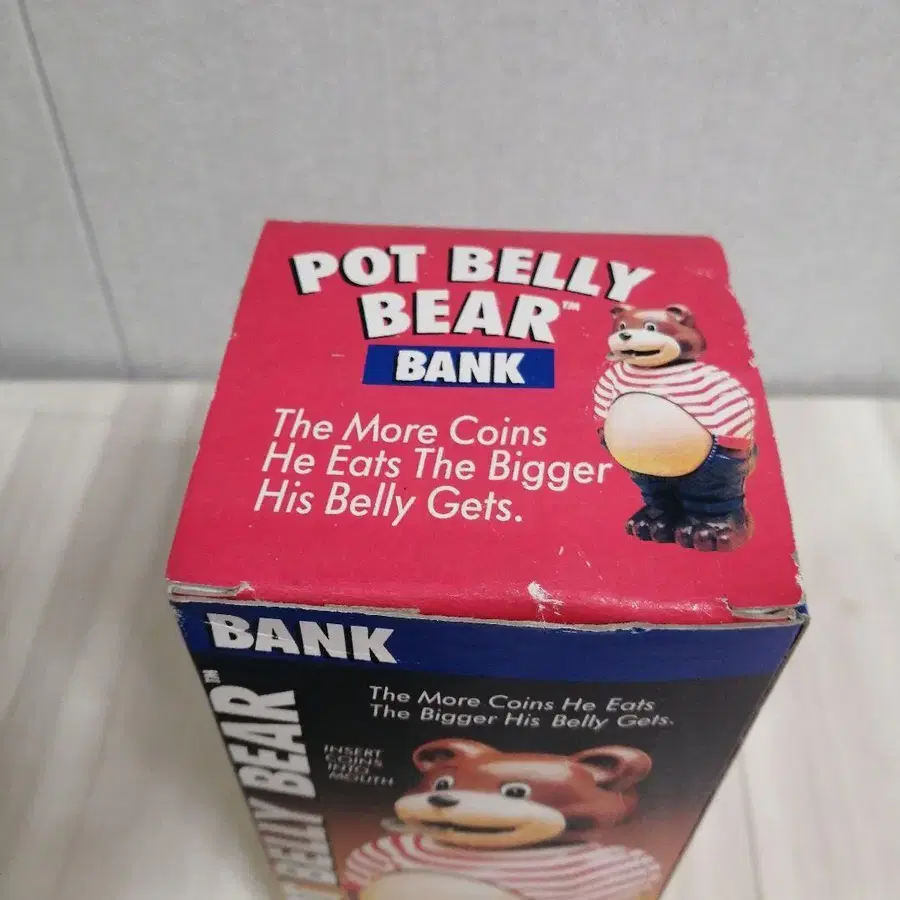 POT BELLY
BEAR™
BANK
The More Coins
He Eats The Bigger
His Belly Gets.
BANK
BELLY BEAR™
The More Coins He Eats
The Bigger His Belly Gets.
INSERT
COINS
INTO
MOUTH